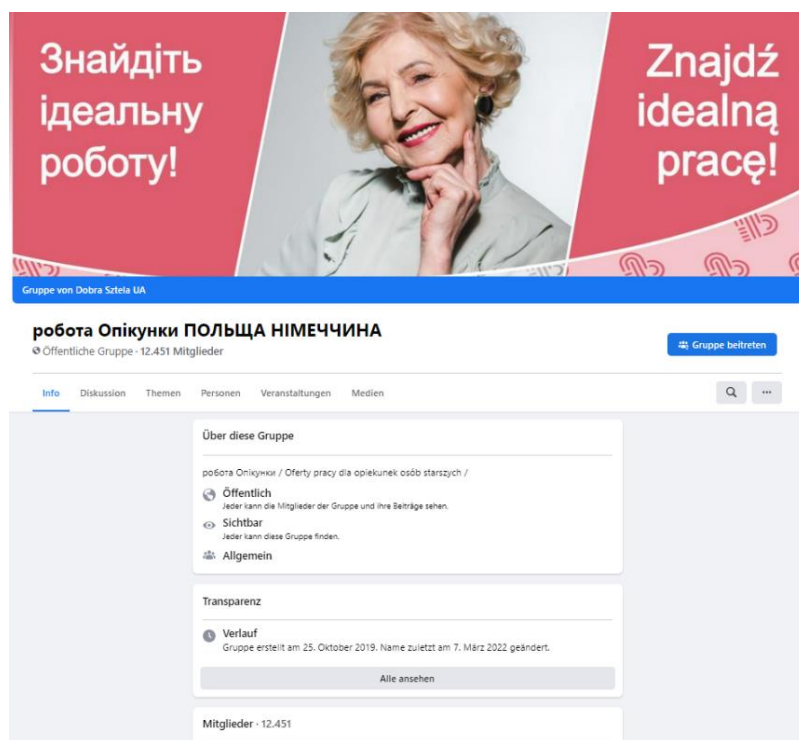 Знайдіть
ідеальну
роботу!
Znajdź
idealną
pracę!
Gruppe von Dobra Sztela UA
робота Опікунки ПОЛЬЩА НІМЕЧЧИНА
Öffentliche Gruppe · 12.451 Mitglieder
Gruppe beitreten
Info Diskussion Themen Personen Veranstaltungen Medien
Über diese Gruppe
робота Опікунки / Oferty pracy dla opiekunek osób starszych /
Öffentlich
Jeder kann die Mitglieder der Gruppe und ihre Beiträge sehen.
Sichtbar
Jeder kann diese Gruppe finden.
Allgemein
Transparenz
Verlauf
Gruppe erstellt am 25. Oktober 2019. Name zuletzt am 7. März 2022 geändert.
Alle ansehen
Mitglieder · 12.451